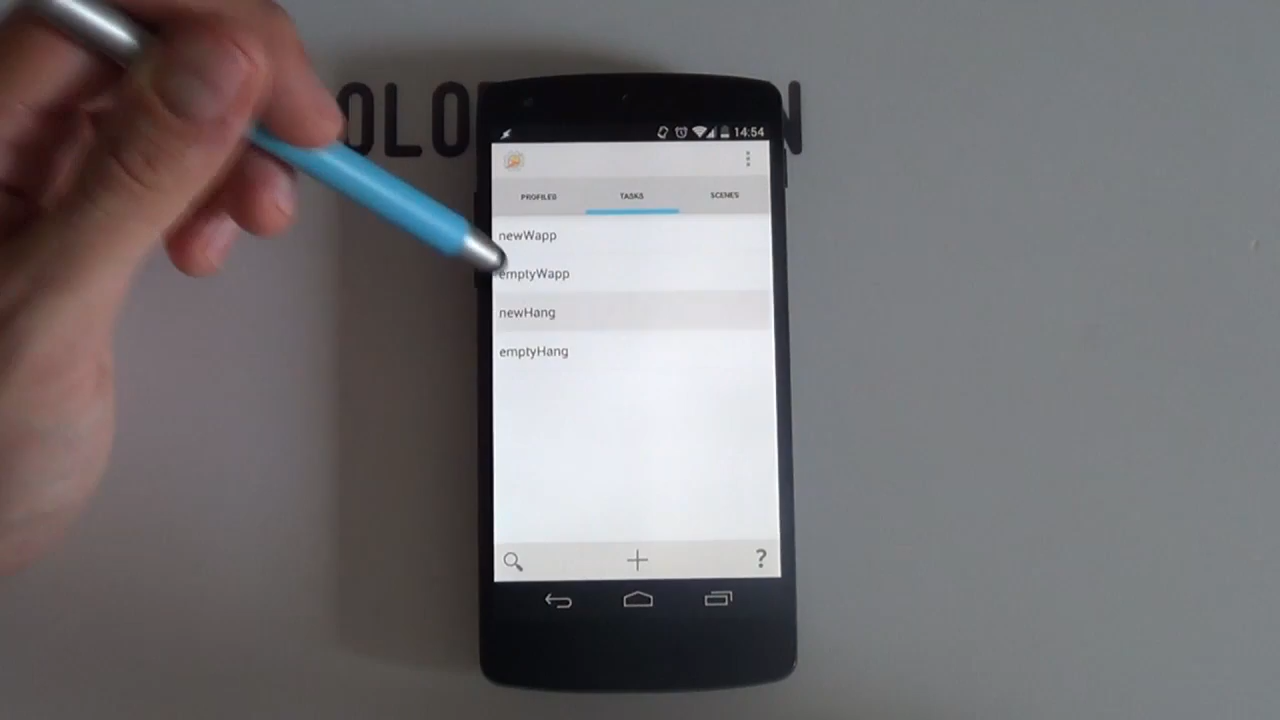 14:54
PROFILES TASKS SCENES
newWapp
emptyWapp
newHang
emptyHang
?